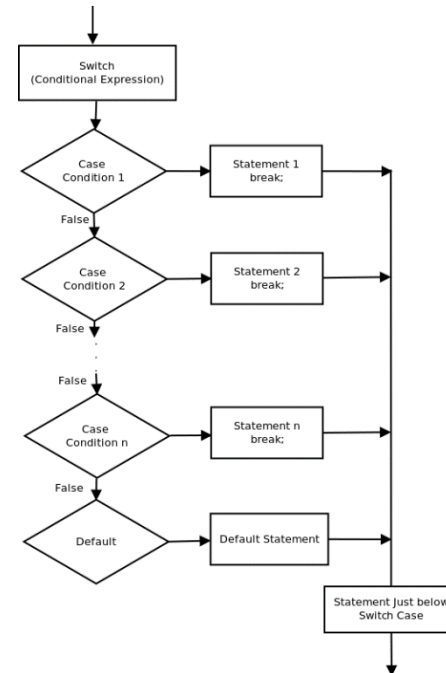 Switch
(Conditional Expression)
Case
Condition 1
Statement 1
break;
False
Case
Condition 2
Statement 2
break;
False
False
Case
Condition n
Statement n
break;
False
Default
Default Statement
Statement Just below
Switch Case